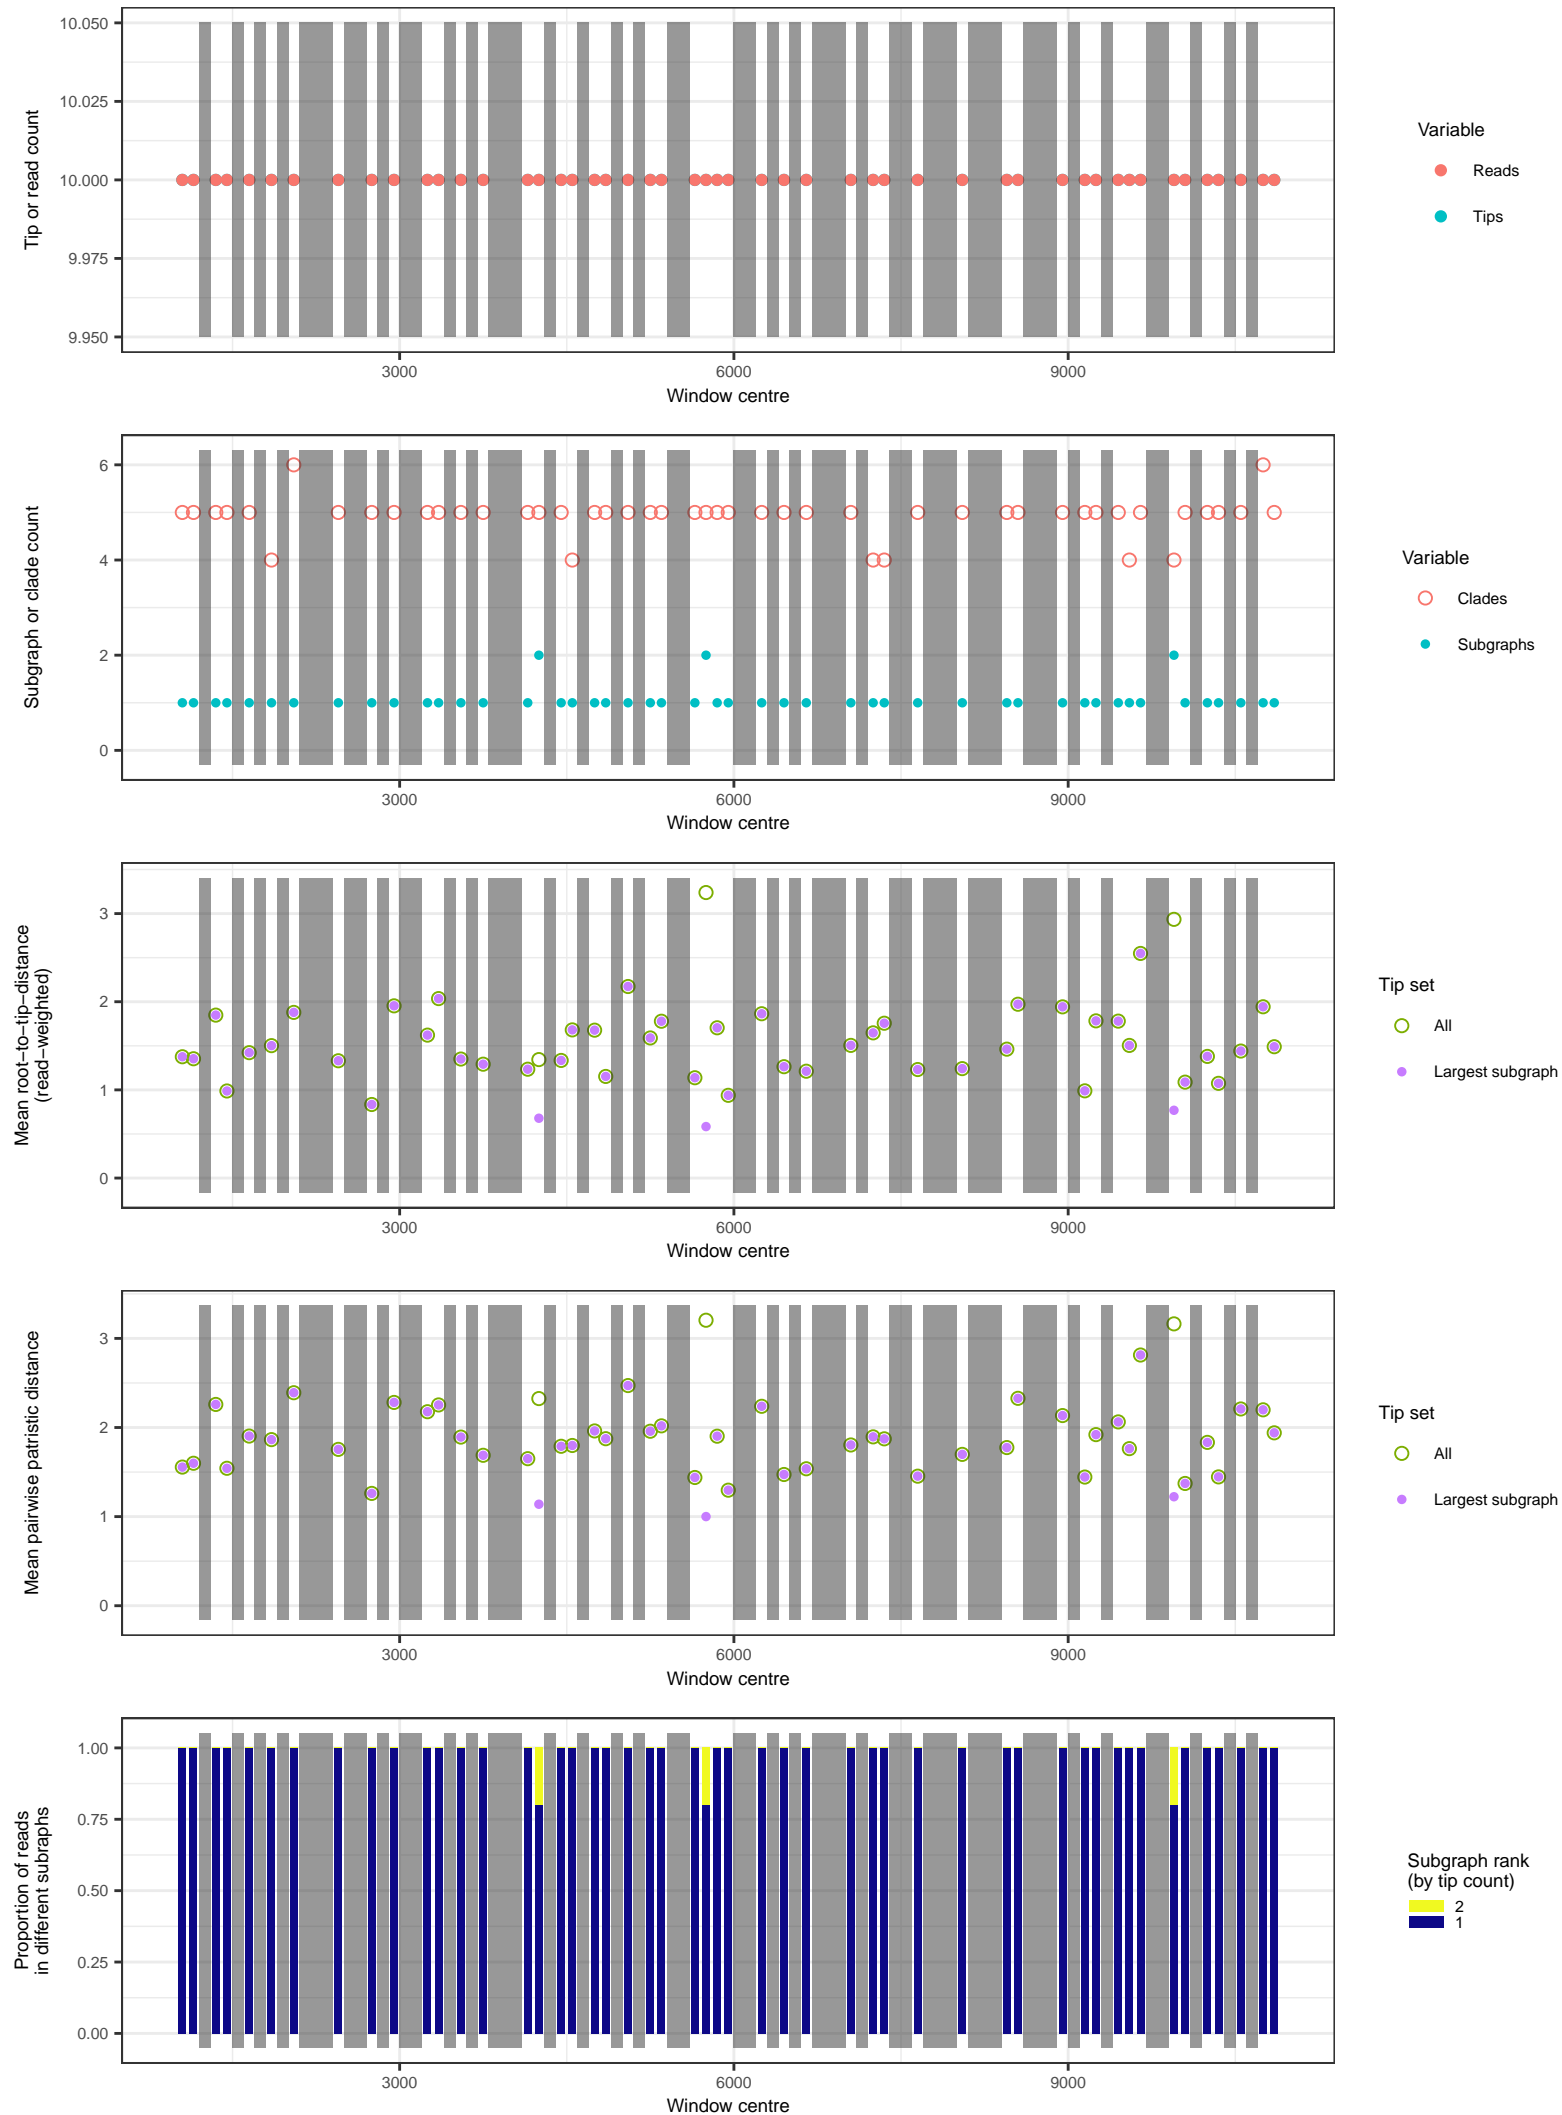 10.050
10.025
10.000
9.975
9.950
Tip or read count
3000
6000
9000
Window centre
Variable
Reads
Tips
6
4
2
0
Subgraph or clade count
3000
6000
9000
Window centre
Variable
Clades
Subgraphs
3
2
1
0
Mean root−to−tip−distance
(read−weighted)
3000
6000
9000
Window centre
Tip set
All
Largest subgraph
3
2
1
0
Mean pairwise patristic distance
3000
6000
9000
Window centre
Tip set
All
Largest subgraph
1.00
0.75
0.50
0.25
0.00
Proportion of reads
in different subraphs
3000
6000
9000
Window centre
Subgraph rank
(by tip count)
2
1